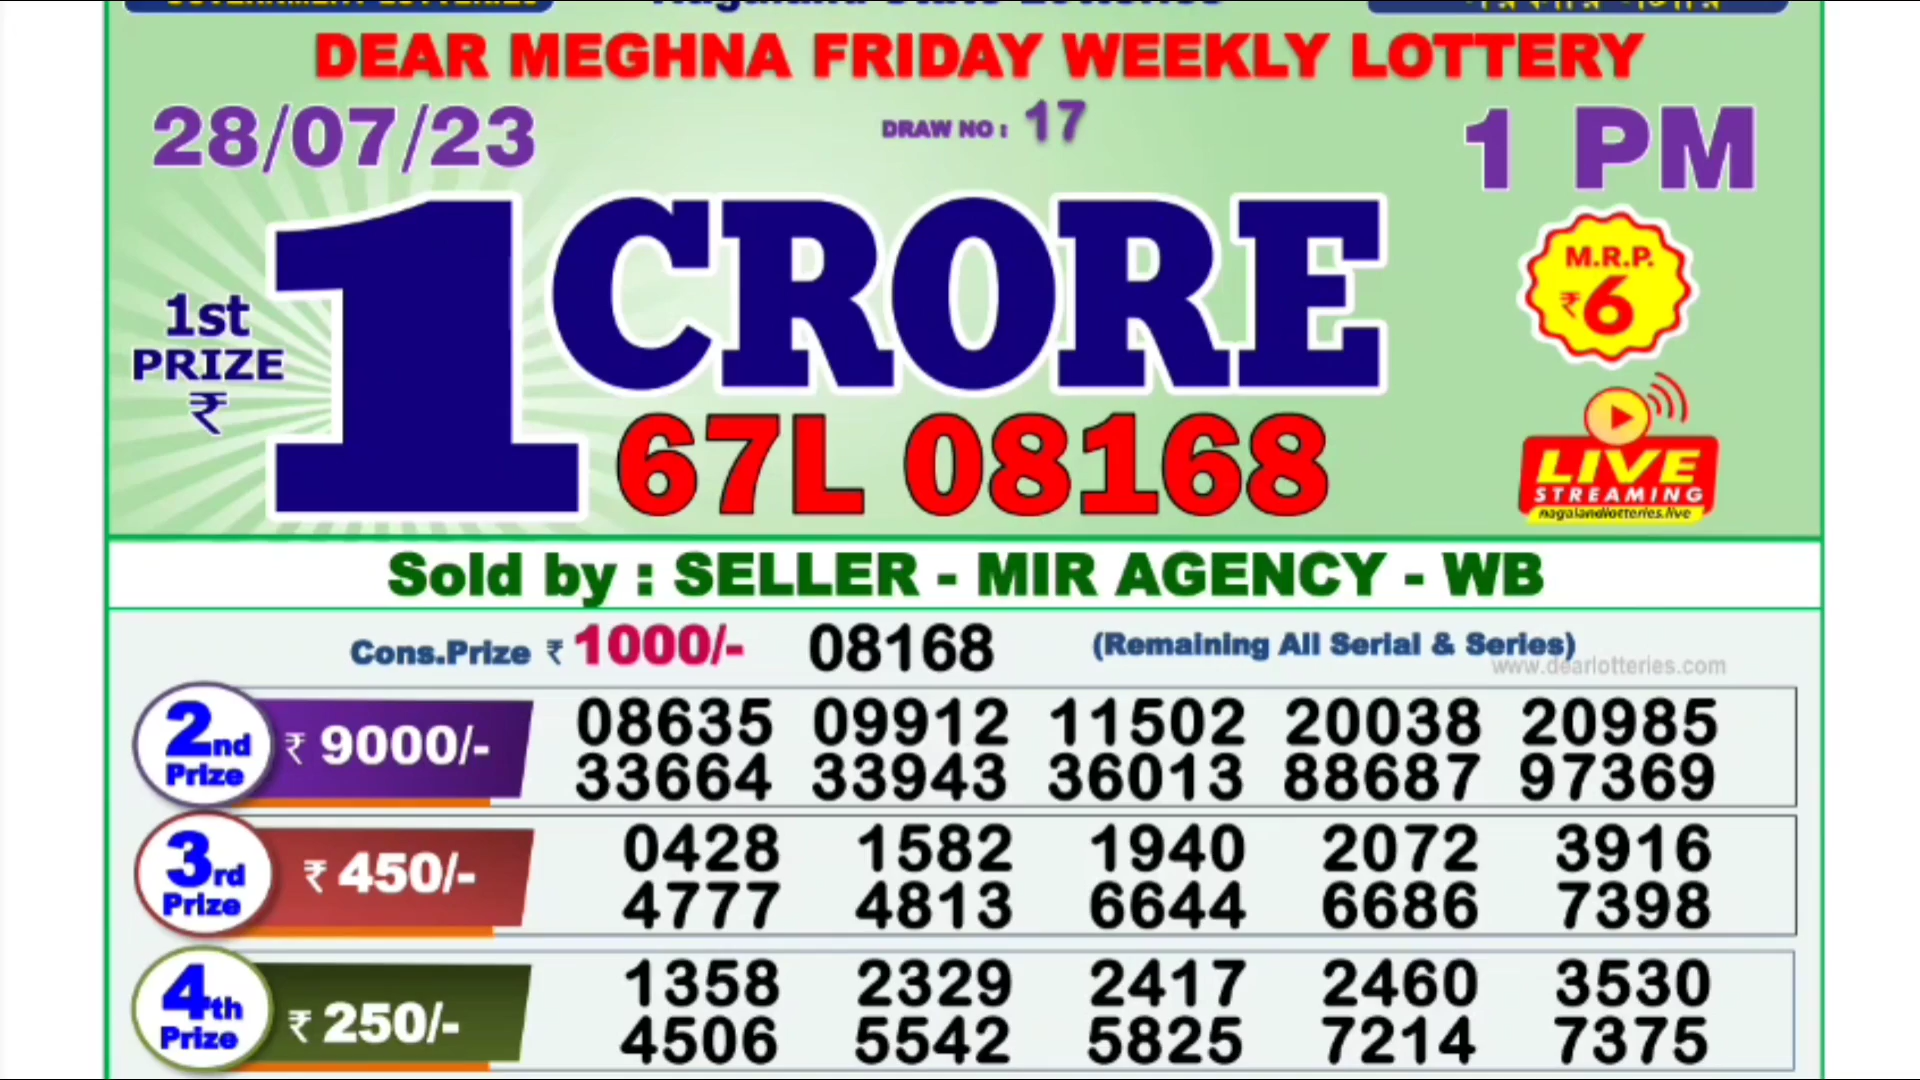 DEAR MEGHNA FRIDAY WEEKLY LOTTERY
28/07/23
DRAW NO : 17
1 PM
1 CRORE
1st
PRIZE
₹
M.R.P.
₹6
67L 08168
LIVE
STREAMING
nagalandlotteries.live
Sold by : SELLER - MIR AGENCY - WB
Cons.Prize ₹ 1000/- 08168 (Remaining All Serial & Series)
www.dearlotteries.com
2nd Prize ₹ 9000/-
08635 09912 11502 20038 20985
33664 33943 36013 88687 97369
3rd Prize ₹ 450/-
0428 1582 1940 2072 3916
4777 4813 6644 6686 7398
4th Prize ₹ 250/-
1358 2329 2417 2460 3530
4506 5542 5825 7214 7375